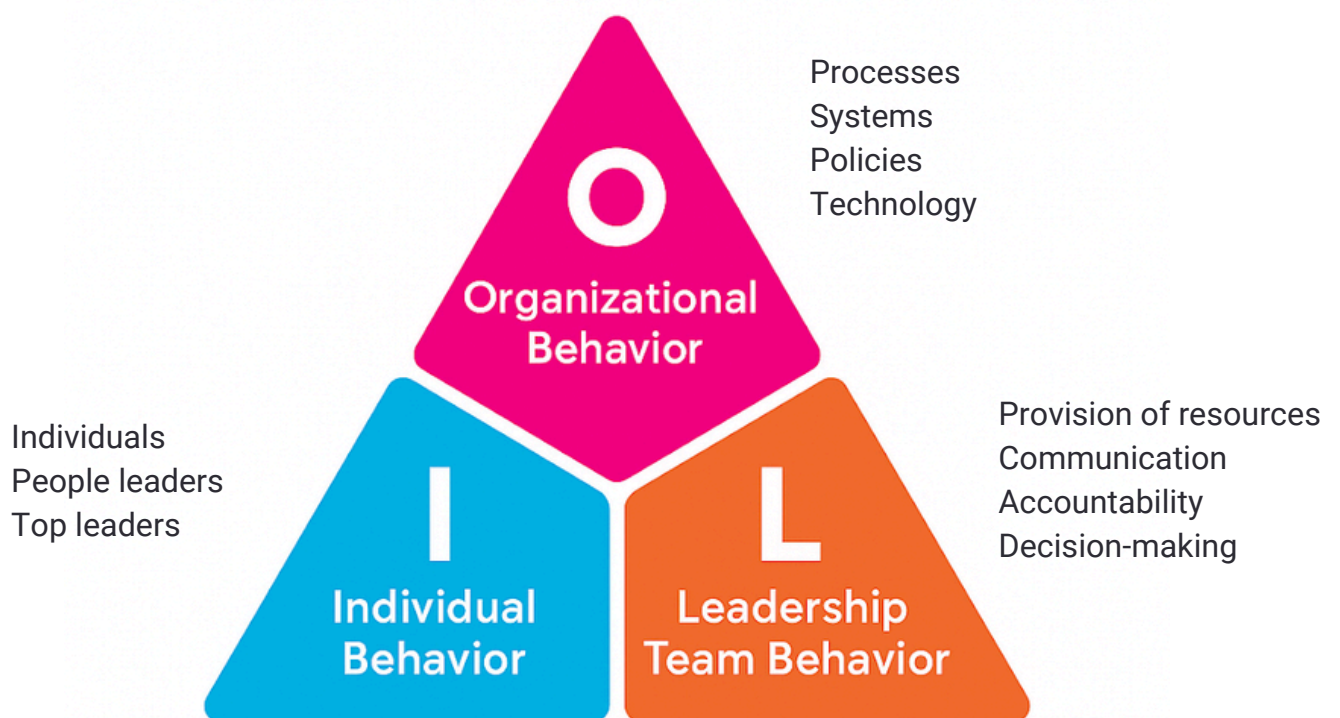 Processes
Systems
Policies
Technology
O
Organizational
Behavior
Individuals
People leaders
Top leaders
I
Individual
Behavior
L
Leadership
Team Behavior
Provision of resources
Communication
Accountability
Decision-making